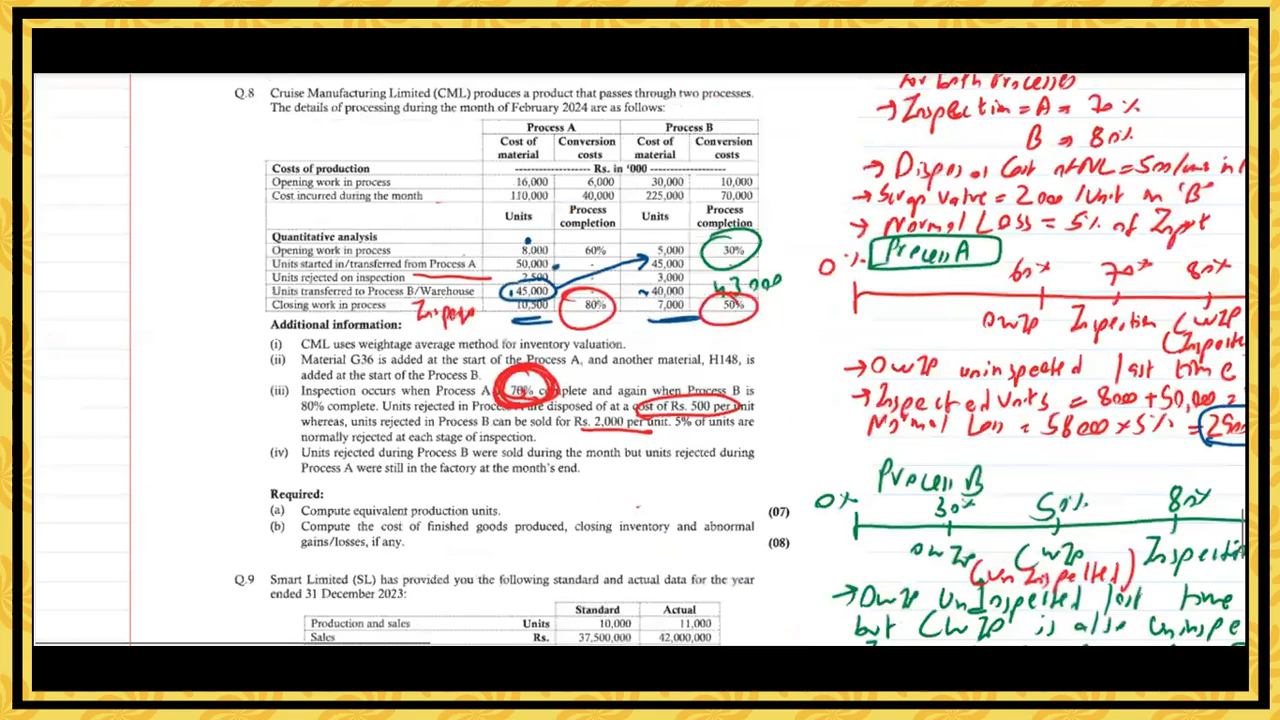 Q.8 Cruise Manufacturing Limited (CML) produces a product that passes through two processes.
The details of processing during the month of February 2024 are as follows:
Process A Process B
Cost of material Conversion costs Cost of material Conversion costs
Costs of production ------------------- Rs. in '000 -------------------
Opening work in process 16,000 6,000 30,000 10,000
Cost incurred during the month 110,000 40,000 225,000 70,000
Units Process completion Units Process completion
Quantitative analysis
Opening work in process 8,000 60% 5,000 30%
Units started in/transferred from Process A 50,000 - 45,000 -
Units rejected on inspection 2,500 3,000
Units transferred to Process B/Warehouse 45,000 40,000 43000
Closing work in process 10,500 80% 7,000 50%
Additional information:
(i) CML uses weightage average method for inventory valuation.
(ii) Material G36 is added at the start of the Process A, and another material, H148, is
added at the start of the Process B.
(iii) Inspection occurs when Process A 70% complete and again when Process B is
80% complete. Units rejected in Process are disposed of at a cost of Rs. 500 per unit
whereas, units rejected in Process B can be sold for Rs. 2,000 per unit. 5% of units are
normally rejected at each stage of inspection.
(iv) Units rejected during Process B were sold during the month but units rejected during
Process A were still in the factory at the month's end.
Required:
(a) Compute equivalent production units. (07)
(b) Compute the cost of finished goods produced, closing inventory and abnormal
gains/losses, if any. (08)
Q.9 Smart Limited (SL) has provided you the following standard and actual data for the year
ended 31 December 2023:
Standard Actual
Production and sales Units 10,000 11,000
Sales Rs. 37,500,000 42,000,000
for both Processes
→ Inspection = A = 70%
B = 80%
→ Disposal Cost of NL =
→ Scrap Value = 2000/Unit in 'B'
→ Normal Loss = 5% of Input
Process A
0% 60% 70% 80%
OWIP Inspection CWIP
→ OWIP uninspected last time
→ Inspected Units = 8000 + 50,000 =
Normal Loss = 58000 x 5% =
Process B
0% 30% 50% 80%
OWIP CWIP
(Un Inspected)
→ OWIP UnInspected last time
but CWIP is also